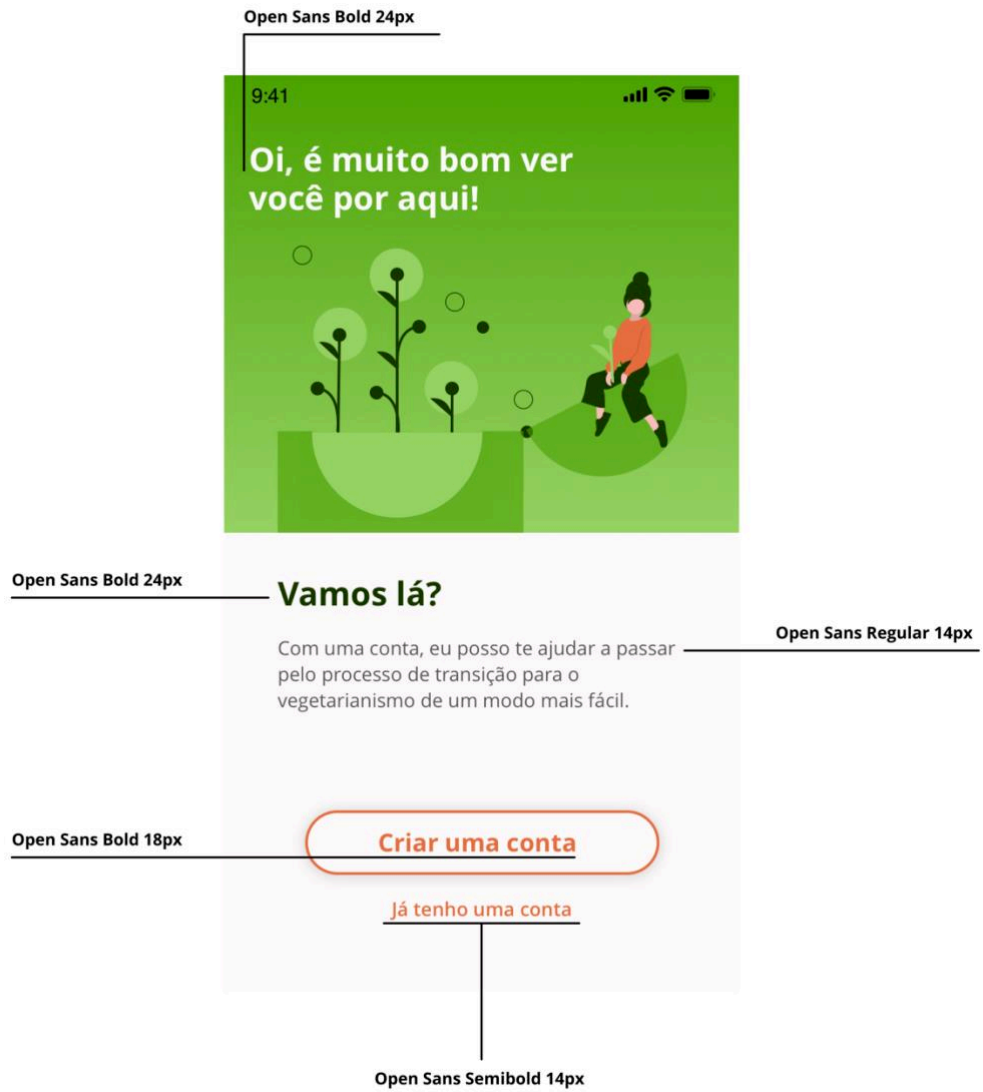 Open Sans Bold 24px
9:41
Oi, é muito bom ver
você por aqui!
Open Sans Bold 24px
Vamos lá?
Open Sans Regular 14px
Com uma conta, eu posso te ajudar a passar
pelo processo de transição para o
vegetarianismo de um modo mais fácil.
Open Sans Bold 18px
Criar uma conta
Já tenho uma conta
Open Sans Semibold 14px